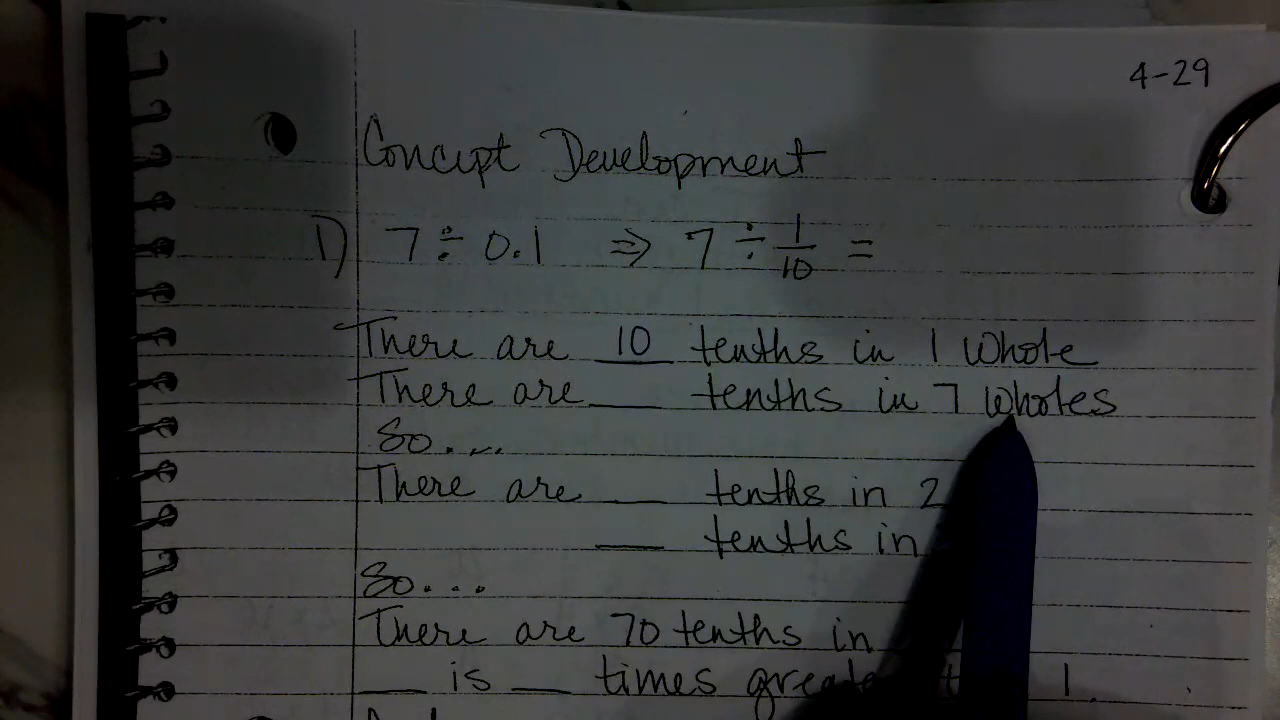 4-29
Concept Development
1) 7 ÷ 0.1 ⇒ 7 ÷ 1/10 =
There are 10 tenths in 1 whole
There are ___ tenths in 7 wholes
So....
There are ___ tenths in 2
___ tenths in
So...
There are 70 tenths in
___ is ___ times 1.